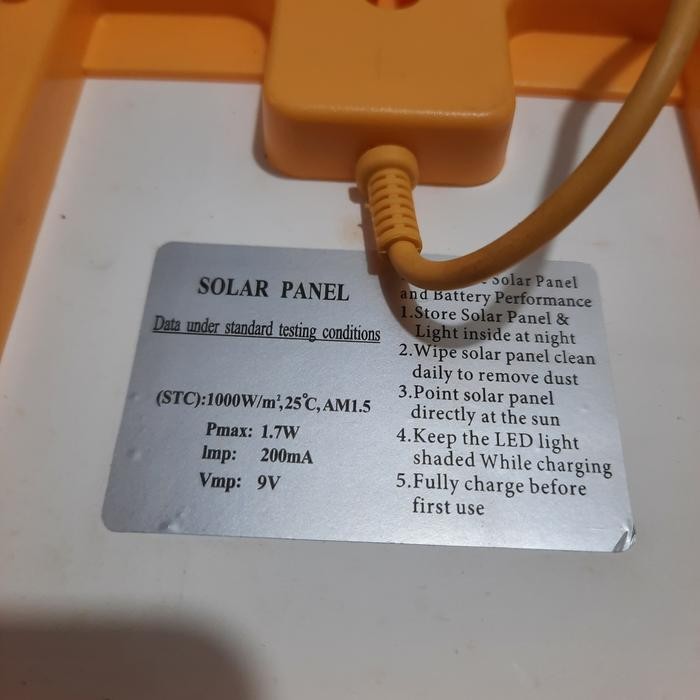 SOLAR PANEL
Data under standard testing conditions
(STC):1000W/m²,25℃,AM1.5
Pmax: 1.7W
Imp: 200mA
Vmp: 9V
Solar Panel
and Battery Performance
1.Store Solar Panel &
Light inside at night
2.Wipe solar panel clean
daily to remove dust
3.Point solar panel
directly at the sun
4.Keep the LED light
shaded While charging
5.Fully charge before
first use